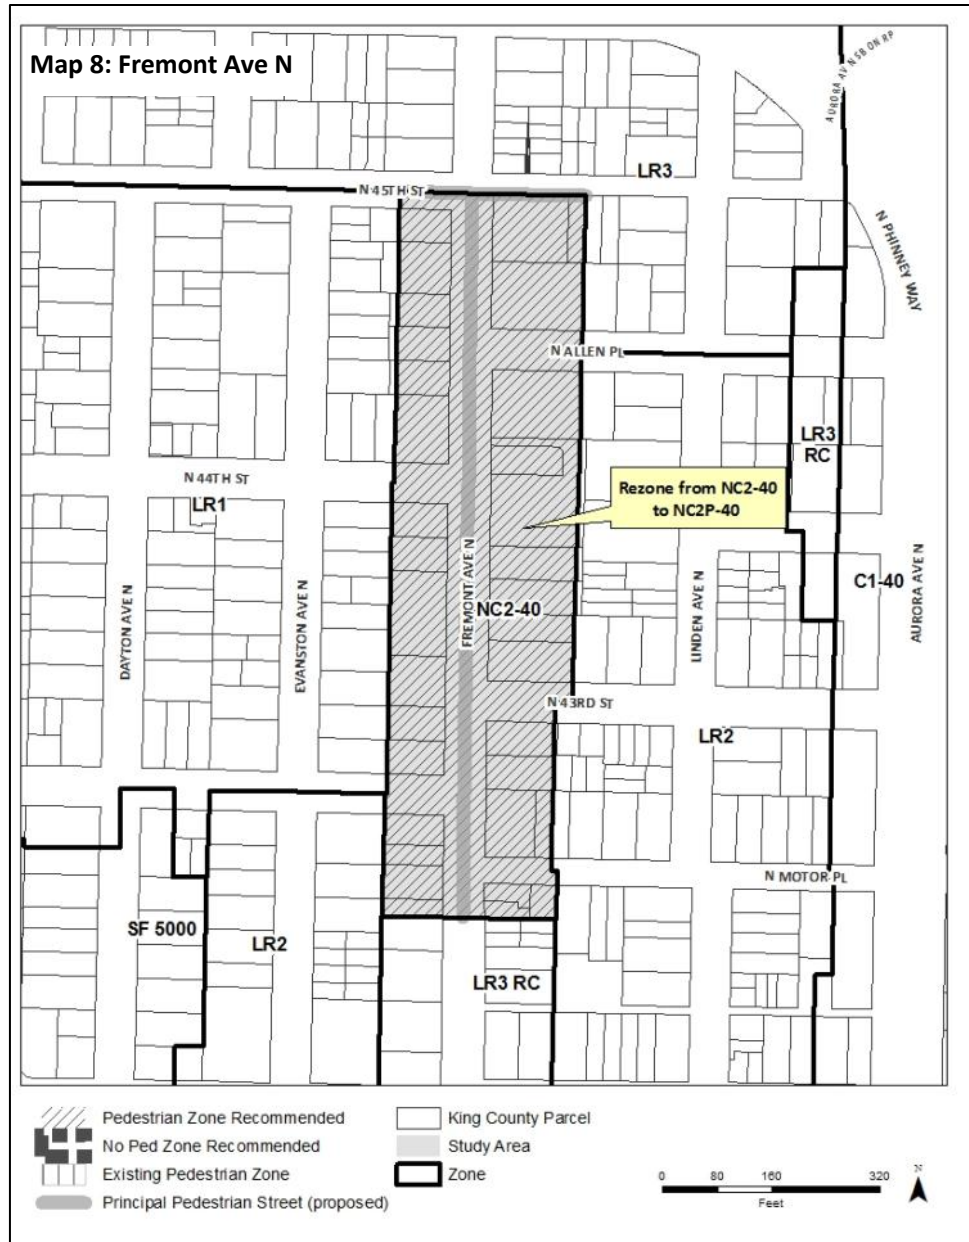 Map 8: Fremont Ave N
AURORA AV N SB ON RP
LR3
N 45TH ST
N PHINNEY WAY
N ALLEN PL
LR3
RC
N 44TH ST
LR1
Rezone from NC2-40
to NC2P-40
FREMONT AVE N
NC2-40
C1-40
AURORA AVE N
LINDEN AVE N
DAYTON AVE N
EVANSTON AVE N
N 43RD ST
LR2
N MOTOR PL
SF 5000
LR2
LR3 RC
Pedestrian Zone Recommended
No Ped Zone Recommended
Existing Pedestrian Zone
Principal Pedestrian Street (proposed)
King County Parcel
Study Area
Zone
0 80 160 320
Feet
N